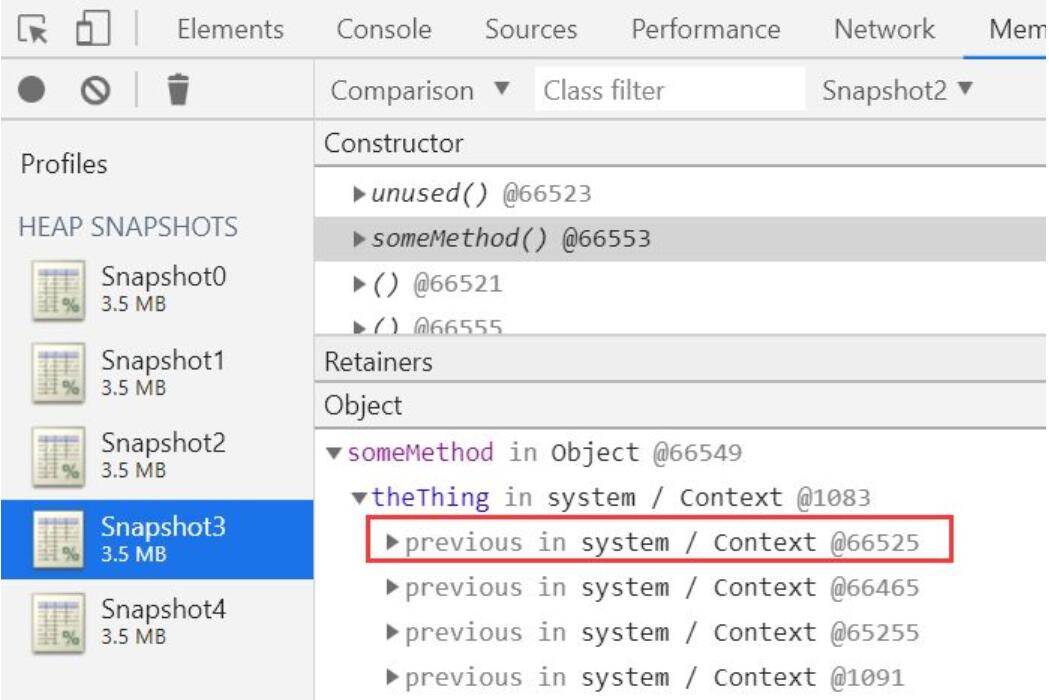 Elements Console Sources Performance Network Mem
Comparison ▼ Class filter Snapshot2 ▼
Profiles
HEAP SNAPSHOTS
Snapshot0
3.5 MB
Snapshot1
3.5 MB
Snapshot2
3.5 MB
Snapshot3
3.5 MB
Snapshot4
3.5 MB
Constructor
▶unused() @66523
▶someMethod() @66553
▶() @66521
▶() @66555
Retainers
Object
▼someMethod in Object @66549
▼theThing in system / Context @1083
▶previous in system / Context @66525
▶previous in system / Context @66465
▶previous in system / Context @65255
▶previous in system / Context @1091